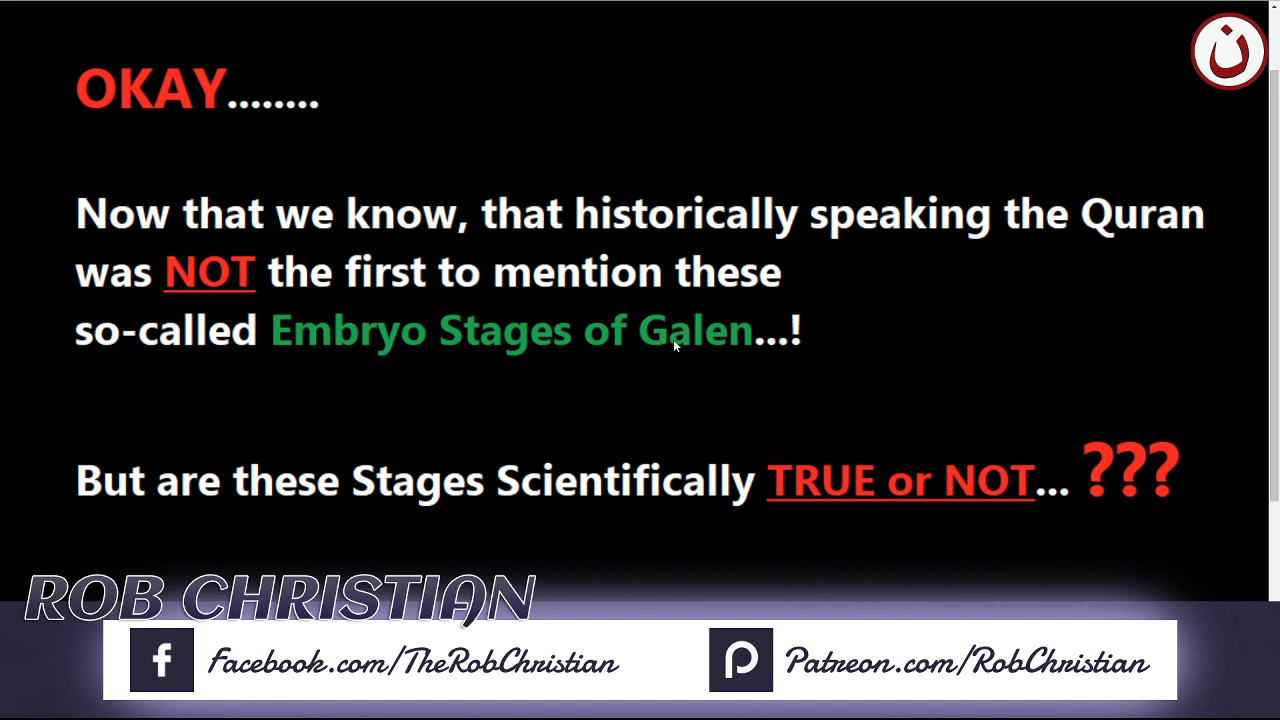 OKAY........
Now that we know, that historically speaking the Quran
was NOT the first to mention these
so-called Embryo Stages of Galen...!
But are these Stages Scientifically TRUE or NOT... ???
ROB CHRISTIAN
Facebook.com/TheRobChristian
Patreon.com/RobChristian
ن